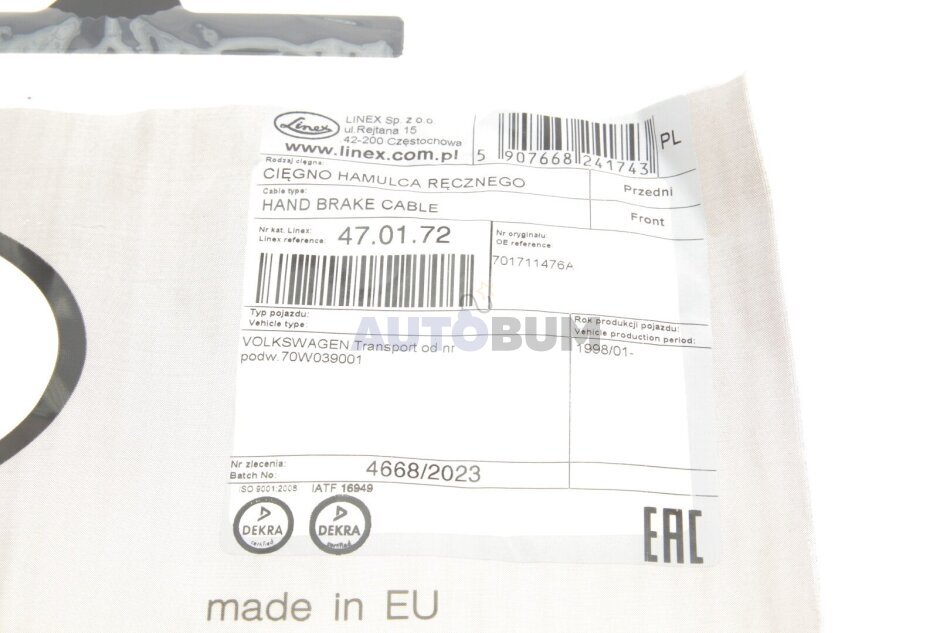 Linex
LINEX Sp. z o.o
ul.Rejtana 15
42-200 Częstochowa
www.linex.com.pl
5 907668 241743
PL
Rodzaj cięgna:
CIĘGNO HAMULCA RĘCZNEGO
Przedni
Cable type:
HAND BRAKE CABLE
Front
Nr kat. Linex:
Linex reference:
47.01.72
Nr oryginału:
OE reference
701711476A
Typ pojazdu:
Vehicle type:
Rok produkcji pojazdu:
Vehicle production period:
AUTOBUM
VOLKSWAGEN Transport od nr
podw.70W039001
1998/01-
Nr zlecenia:
Batch No:
4668/2023
ISO 9001:2008
IATF 16949
DEKRA
certified
DEKRA
certified
EAC
made in EU